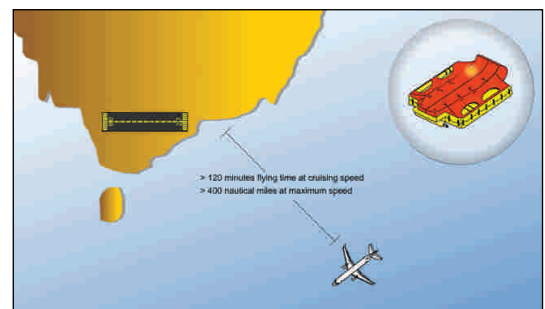 > 120 minutes flying time at cruising speed
> 400 nautical miles at maximum speed